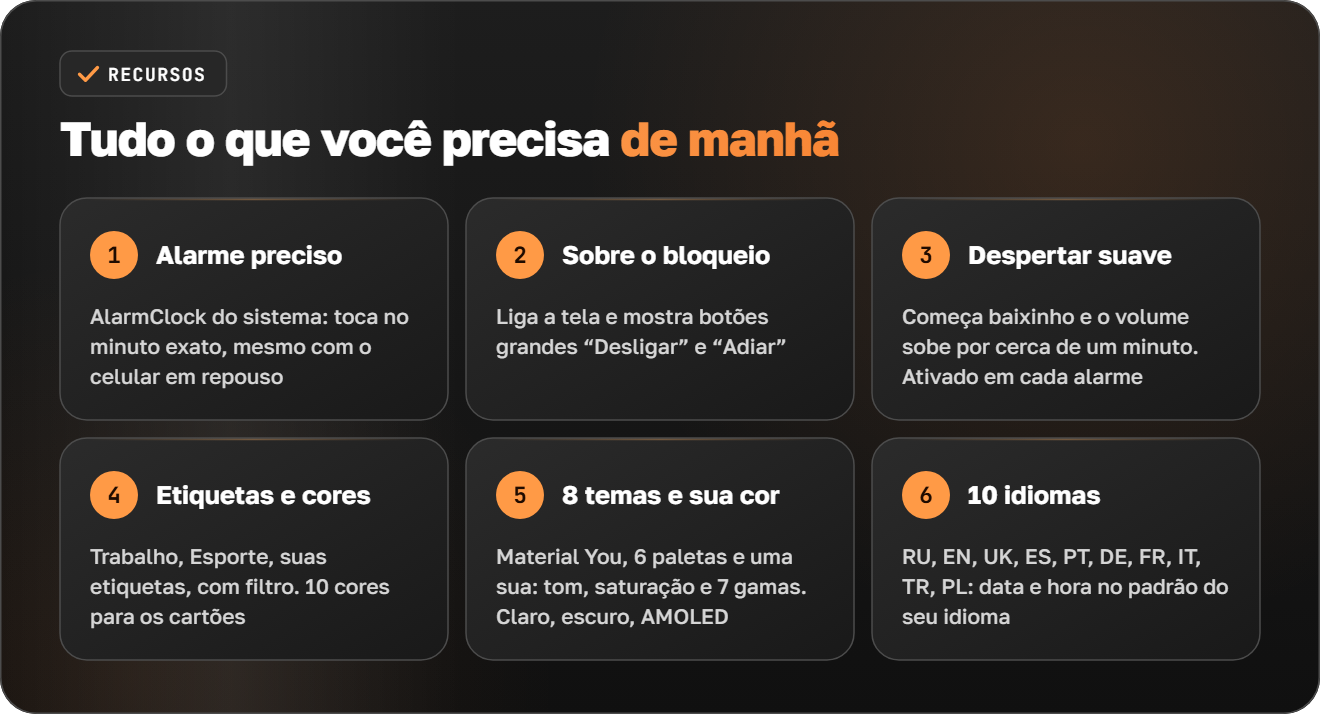 RECURSOS
Tudo o que você precisa de manhã
1 Alarme preciso
AlarmClock do sistema: toca no
minuto exato, mesmo com o
celular em repouso
2 Sobre o bloqueio
Liga a tela e mostra botões
grandes “Desligar” e “Adiar”
3 Despertar suave
Começa baixinho e o volume
sobe por cerca de um minuto.
Ativado em cada alarme
4 Etiquetas e cores
Trabalho, Esporte, suas
etiquetas, com filtro. 10 cores
para os cartões
5 8 temas e sua cor
Material You, 6 paletas e uma
sua: tom, saturação e 7 gamas.
Claro, escuro, AMOLED
6 10 idiomas
RU, EN, UK, ES, PT, DE, FR, IT,
TR, PL: data e hora no padrão do
seu idioma